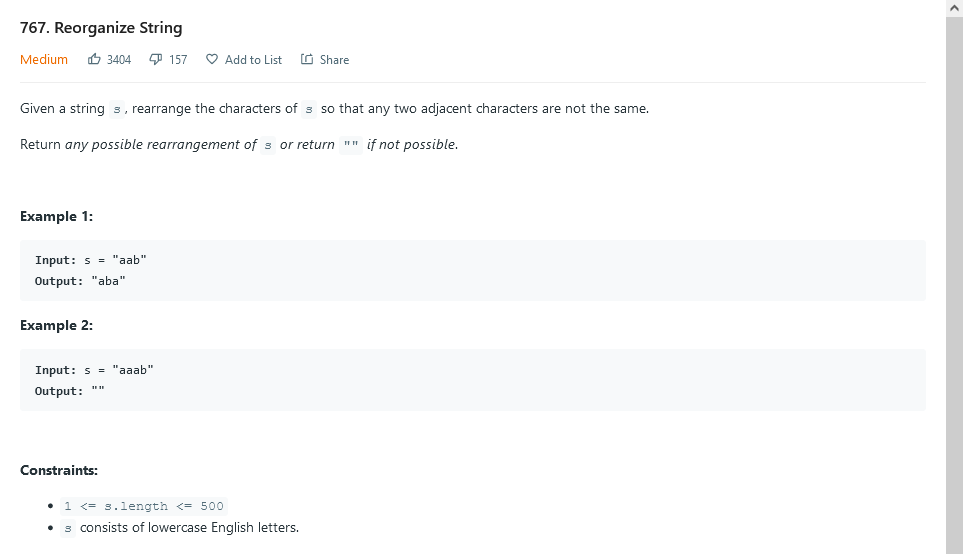 767. Reorganize String
Medium 3404 157 Add to List Share
Given a string s, rearrange the characters of s so that any two adjacent characters are not the same.
Return any possible rearrangement of s or return "" if not possible.
Example 1:
Input: s = "aab"
Output: "aba"
Example 2:
Input: s = "aaab"
Output: ""
Constraints:
• 1 <= s.length <= 500
• s consists of lowercase English letters.